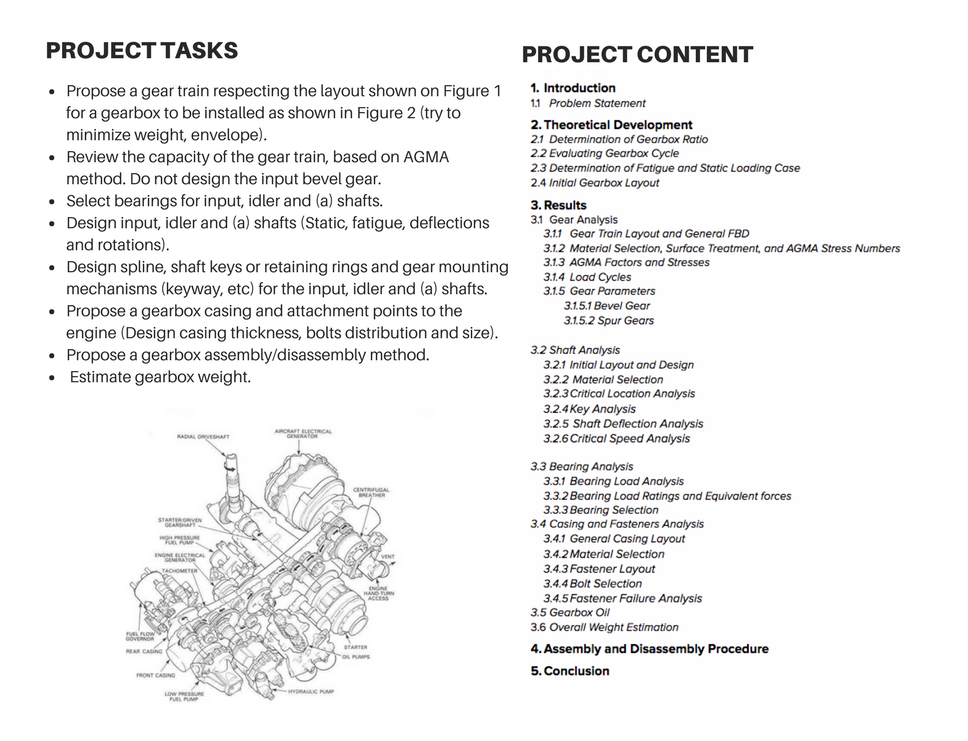 PROJECT TASKS
• Propose a gear train respecting the layout shown on Figure 1
for a gearbox to be installed as shown in Figure 2 (try to
minimize weight, envelope).
• Review the capacity of the gear train, based on AGMA
method. Do not design the input bevel gear.
• Select bearings for input, idler and (a) shafts.
• Design input, idler and (a) shafts (Static, fatigue, deflections
and rotations).
• Design spline, shaft keys or retaining rings and gear mounting
mechanisms (keyway, etc) for the input, idler and (a) shafts.
• Propose a gearbox casing and attachment points to the
engine (Design casing thickness, bolts distribution and size).
• Propose a gearbox assembly/disassembly method.
• Estimate gearbox weight.
RADIAL DRIVESHAFT
AIRCRAFT ELECTRICAL
GENERATOR
CENTRIFUGAL
BREATHER
STARTER/DRIVEN
GEARSHAFT
HIGH PRESSURE
FUEL PUMP
ENGINE ELECTRICAL
GENERATOR
TACHOMETER
VENT
ENGINE
HAND-TURN
ACCESS
FUEL FLOW
GOVERNOR
REAR CASING
STARTER
OIL PUMPS
FRONT CASING
LOW PRESSURE
FUEL PUMP
HYDRAULIC PUMP
PROJECT CONTENT
1. Introduction
1.1 Problem Statement
2. Theoretical Development
2.1 Determination of Gearbox Ratio
2.2 Evaluating Gearbox Cycle
2.3 Determination of Fatigue and Static Loading Case
2.4 Initial Gearbox Layout
3. Results
3.1 Gear Analysis
3.1.1 Gear Train Layout and General FBD
3.1.2 Material Selection, Surface Treatment, and AGMA Stress Numbers
3.1.3 AGMA Factors and Stresses
3.1.4 Load Cycles
3.1.5 Gear Parameters
3.1.5.1 Bevel Gear
3.1.5.2 Spur Gears
3.2 Shaft Analysis
3.2.1 Initial Layout and Design
3.2.2 Material Selection
3.2.3 Critical Location Analysis
3.2.4 Key Analysis
3.2.5 Shaft Deflection Analysis
3.2.6 Critical Speed Analysis
3.3 Bearing Analysis
3.3.1 Bearing Load Analysis
3.3.2 Bearing Load Ratings and Equivalent forces
3.3.3 Bearing Selection
3.4 Casing and Fasteners Analysis
3.4.1 General Casing Layout
3.4.2 Material Selection
3.4.3 Fastener Layout
3.4.4 Bolt Selection
3.4.5 Fastener Failure Analysis
3.5 Gearbox Oil
3.6 Overall Weight Estimation
4. Assembly and Disassembly Procedure
5. Conclusion